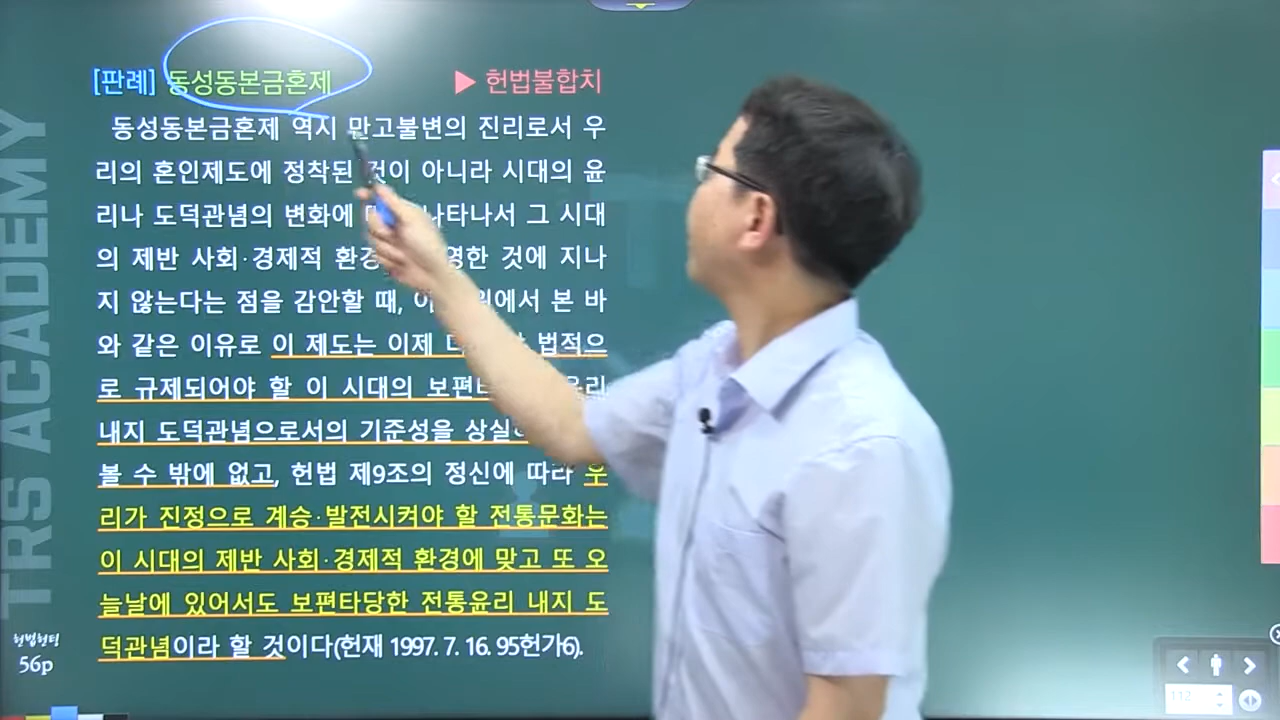 [판례] 동성동본금혼제 ▶ 헌법불합치
동성동본금혼제 역시 만고불변의 진리로서 우
리의 혼인제도에 정착된 것이 아니라 시대의 윤
리나 도덕관념의 변화에 나타나서 그 시대
의 제반 사회·경제적 환경 영한 것에 지나
지 않는다는 점을 감안할 때, 위에서 본 바
와 같은 이유로 이 제도는 이제 법적으
로 규제되어야 할 이 시대의 보편 윤리
내지 도덕관념으로서의 기준성을 상실
볼 수 밖에 없고, 헌법 제9조의 정신에 따라 우
리가 진정으로 계승·발전시켜야 할 전통문화는
이 시대의 제반 사회·경제적 환경에 맞고 또 오
늘날에 있어서도 보편타당한 전통윤리 내지 도
덕관념이라 할 것이다(헌재 1997. 7. 16. 95헌가6).
TRS ACADEMY
헌법헌팅
56p
112